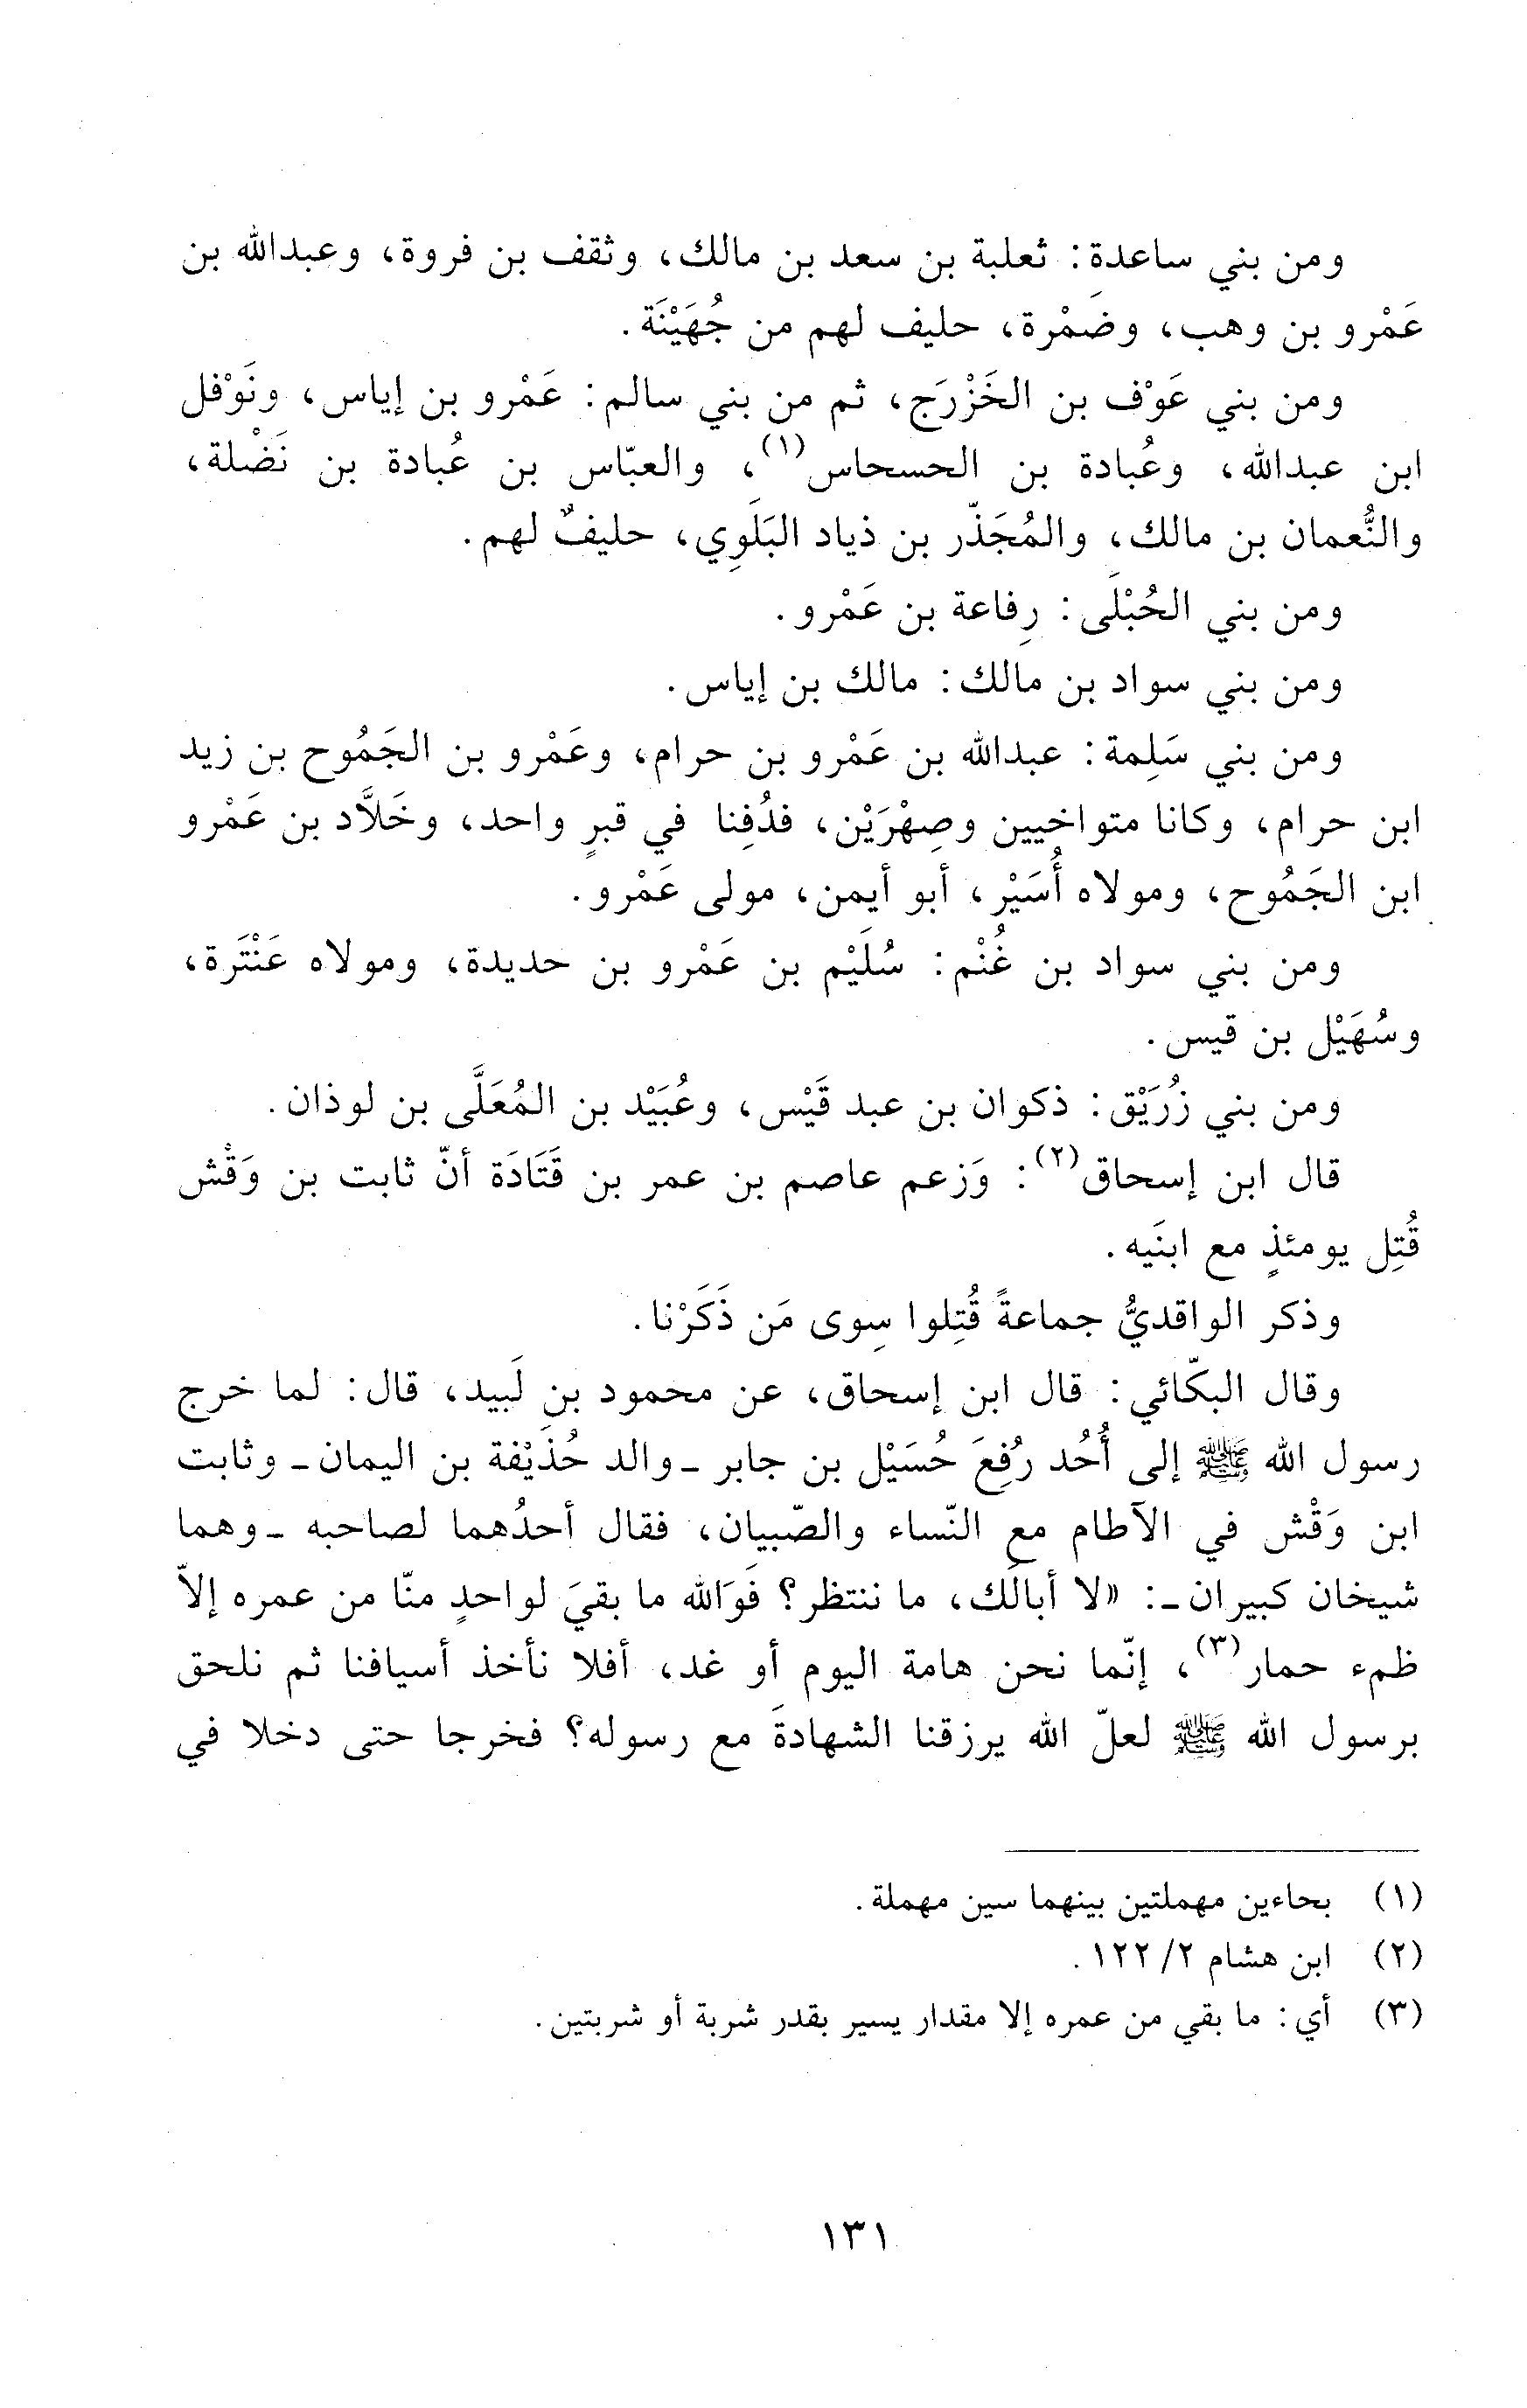 ومن بني ساعدة: ثعلبة بن سعد بن مالك، وثقف بن فروة، وعبدالله بن
عَمْرو بن وهب، وضَمْرة، حليف لهم من جُهَيْنَة.
ومن بني عَوْف بن الخَزْرَج، ثم من بني سالم: عَمْرو بن إياس، ونَوْفل
ابن عبدالله، وعُبادة بن الحسحاس(١)، والعبّاس بن عُبادة بن نَضْلة،
والنُّعمان بن مالك، والمُجَذّر بن ذياد البَلَوِي، حليفٌ لهم.
ومن بني الحُبْلَى: رِفاعة بن عَمْرو.
ومن بني سواد بن مالك: مالك بن إياس.
ومن بني سَلِمة: عبدالله بن عَمْرو بن حرام، وعَمْرو بن الجَمُوح بن زيد
ابن حرام، وكانا متواخيين وصِهْرَيْن، فدُفِنا في قبرٍ واحد، وخَلاَّد بن عَمْرو
ابن الجَمُوح، ومولاه أُسَيْر، أبو أيمن، مولى عَمْرو.
ومن بني سواد بن غُنْم: سُلَيْم بن عَمْرو بن حديدة، ومولاه عَنْتَرة،
وسُهَيْل بن قيس.
ومن بني زُرَيْق: ذكوان بن عبد قَيْس، وعُبَيْد بن المُعَلَّى بن لوذان.
قال ابن إسحاق(٢): وَزعم عاصم بن عمر بن قَتَادَة أنّ ثابت بن وَقْش
قُتِل يومئذٍ مع ابنَيه.
وذكر الواقديُّ جماعةً قُتِلوا سِوى مَن ذَكَرْنا.
وقال البكّائي: قال ابن إسحاق، عن محمود بن لَبيد، قال: لما خرج
رسول الله ﷺ إلى أُحُد رُفِعَ حُسَيْل بن جابر ـ والد حُذَيْفة بن اليمان ـ وثابت
ابن وَقْش في الآطام مع النّساء والصّبيان، فقال أحدُهما لصاحبه ـ وهما
شيخان كبيران ـ: «لا أبالَك، ما ننتظر؟ فَوَالله ما بقيَ لواحدٍ منّا من عمره إلاّ
ظمء حمار(٣)، إنّما نحن هامة اليوم أو غد، أفلا نأخذ أسيافنا ثم نلحق
برسول الله ﷺ لعلّ الله يرزقنا الشهادةَ مع رسوله؟ فخرجا حتى دخلا في
(١) بحاءين مهملتين بينهما سين مهملة.
(٢) ابن هشام ٢/ ١٢٢.
(٣) أي: ما بقي من عمره إلا مقدار يسير بقدر شربة أو شربتين.
١٣١